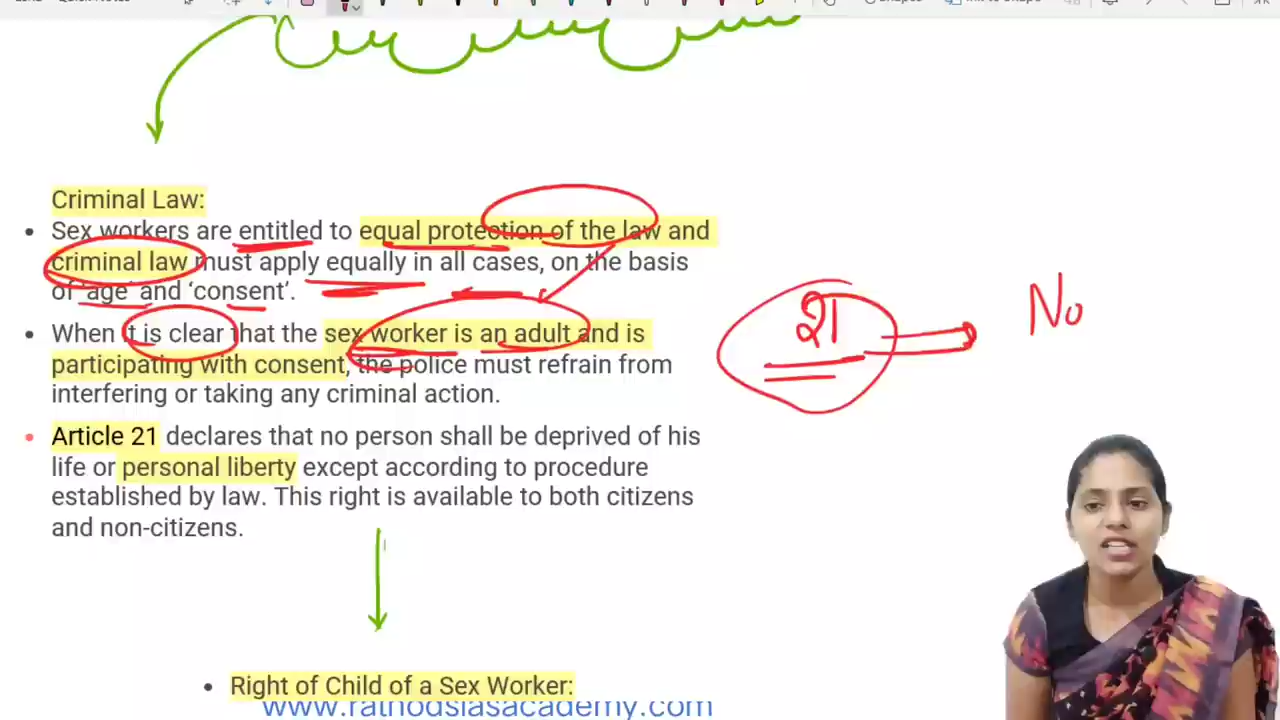 Criminal Law:
• Sex workers are entitled to equal protection of the law and
criminal law must apply equally in all cases, on the basis
of ‘age’ and ‘consent’.
• When it is clear that the sex worker is an adult and is
participating with consent, the police must refrain from
interfering or taking any criminal action.
21
No
• Article 21 declares that no person shall be deprived of his
life or personal liberty except according to procedure
established by law. This right is available to both citizens
and non-citizens.
• Right of Child of a Sex Worker:
www.rathodsiasacademy.com